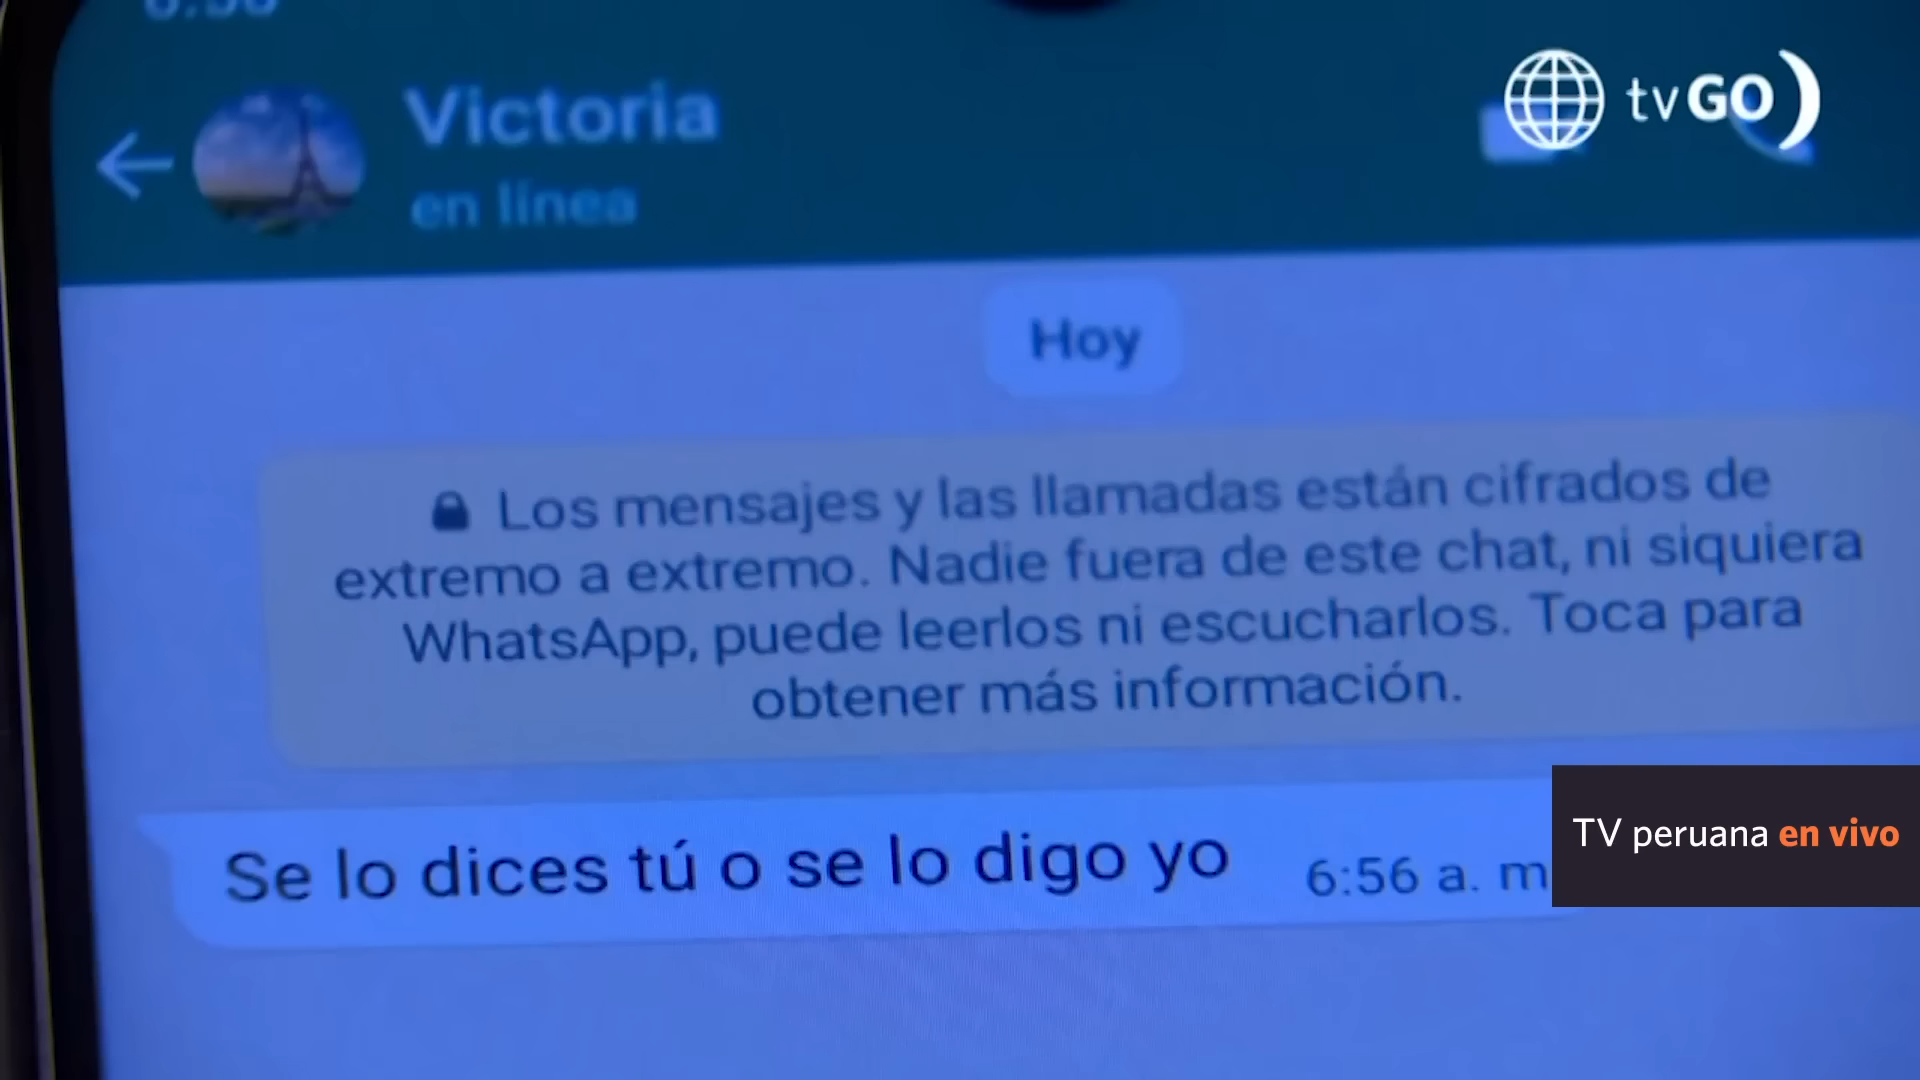 tvGO
Victoria
en línea
Hoy
Los mensajes y las llamadas están cifrados de
extremo a extremo. Nadie fuera de este chat, ni siquiera
WhatsApp, puede leerlos ni escucharlos. Toca para
obtener más información.
Se lo dices tú o se lo digo yo 6:56 a. m
TV peruana en vivo